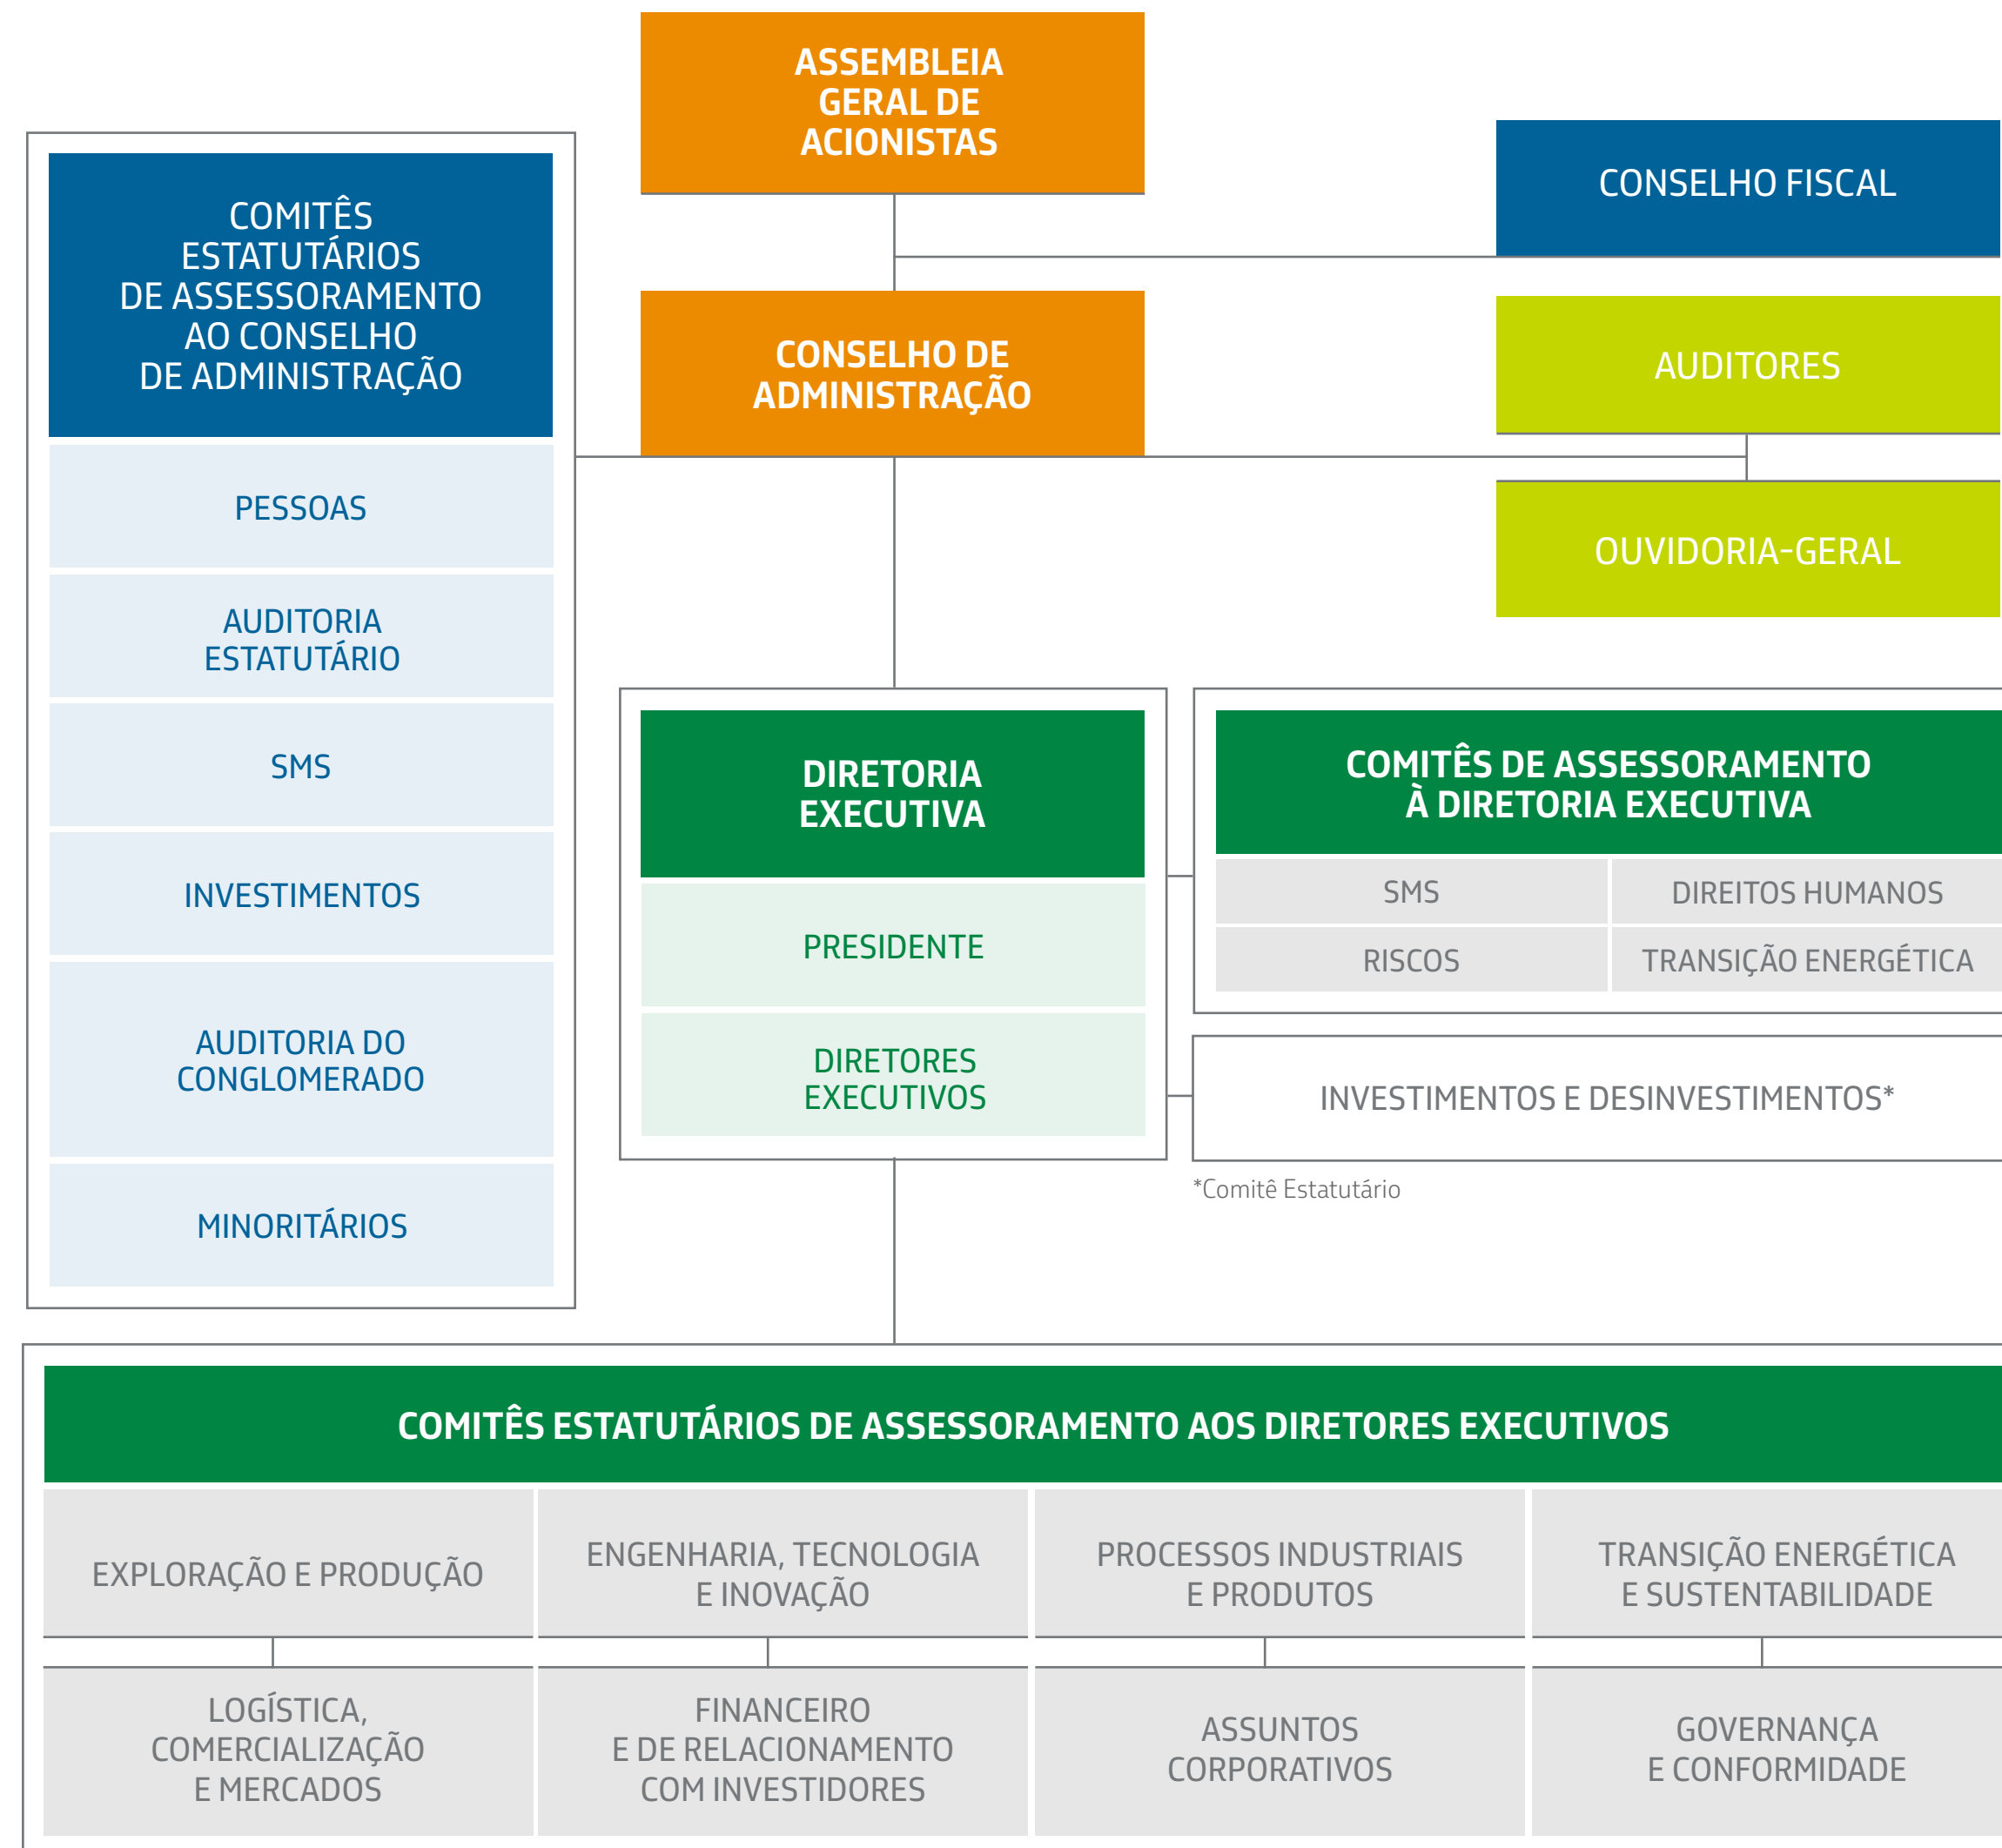 ASSEMBLEIA
GERAL DE
ACIONISTAS
CONSELHO FISCAL
COMITÊS
ESTATUTÁRIOS
DE ASSESSORAMENTO
AO CONSELHO
DE ADMINISTRAÇÃO
CONSELHO DE
ADMINISTRAÇÃO
AUDITORES
OUVIDORIA-GERAL
PESSOAS
AUDITORIA
ESTATUTÁRIO
SMS
INVESTIMENTOS
AUDITORIA DO
CONGLOMERADO
MINORITÁRIOS
DIRETORIA
EXECUTIVA
PRESIDENTE
DIRETORES
EXECUTIVOS
COMITÊS DE ASSESSORAMENTO
À DIRETORIA EXECUTIVA
SMS
DIREITOS HUMANOS
RISCOS
TRANSIÇÃO ENERGÉTICA
INVESTIMENTOS E DESINVESTIMENTOS*
*Comitê Estatutário
COMITÊS ESTATUTÁRIOS DE ASSESSORAMENTO AOS DIRETORES EXECUTIVOS
EXPLORAÇÃO E PRODUÇÃO
ENGENHARIA, TECNOLOGIA
E INOVAÇÃO
PROCESSOS INDUSTRIAIS
E PRODUTOS
TRANSIÇÃO ENERGÉTICA
E SUSTENTABILIDADE
LOGÍSTICA,
COMERCIALIZAÇÃO
E MERCADOS
FINANCEIRO
E DE RELACIONAMENTO
COM INVESTIDORES
ASSUNTOS
CORPORATIVOS
GOVERNANÇA
E CONFORMIDADE